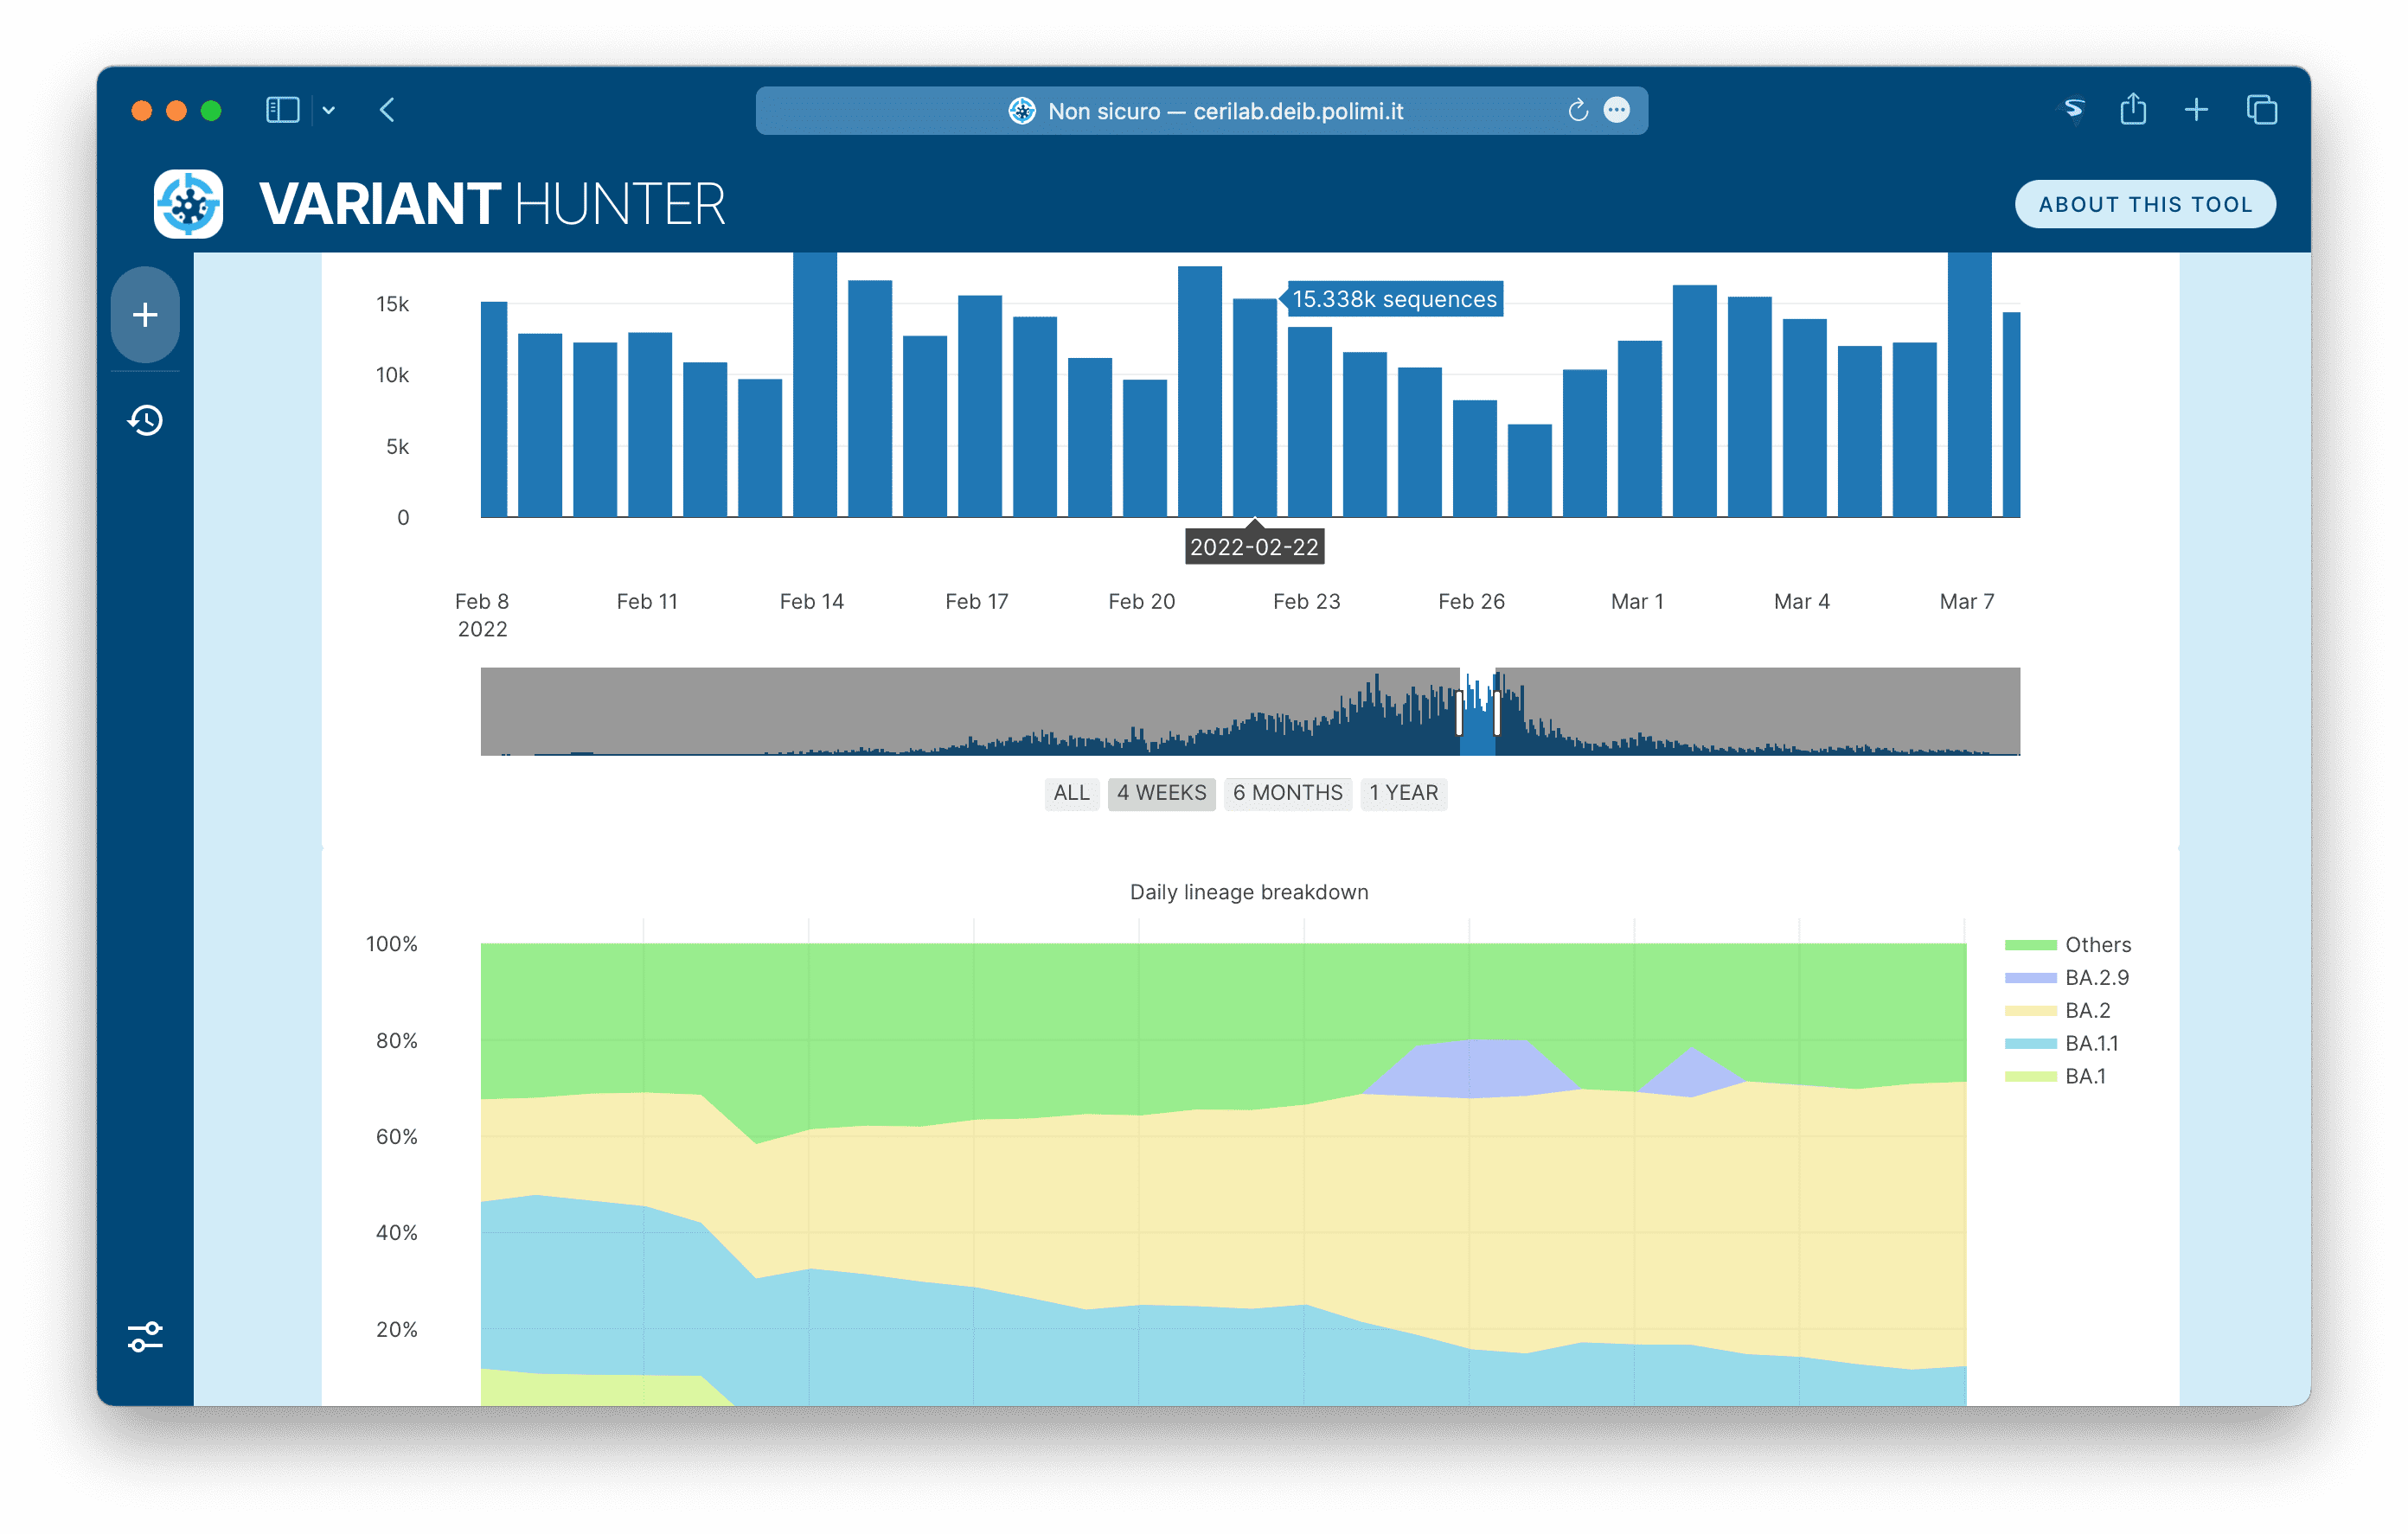 Non sicuro — cerilab.deib.polimi.it
VARIANT HUNTER
ABOUT THIS TOOL
15k
15.338k sequences
10k
5k
0
2022-02-22
Feb 8 Feb 11 Feb 14 Feb 17 Feb 20 Feb 23 Feb 26 Mar 1 Mar 4 Mar 7
2022
ALL 4 WEEKS 6 MONTHS 1 YEAR
Daily lineage breakdown
100%
80%
60%
40%
20%
Others
BA.2.9
BA.2
BA.1.1
BA.1